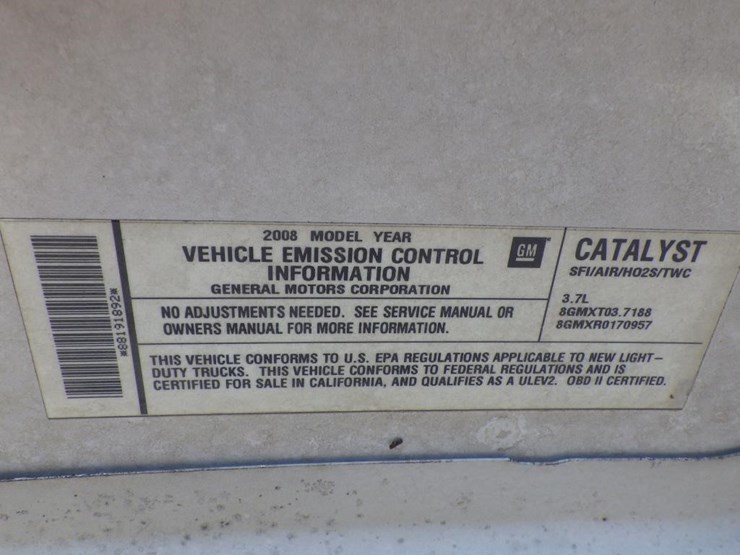 2008 MODEL YEAR
VEHICLE EMISSION CONTROL
INFORMATION
GENERAL MOTORS CORPORATION
GM
CATALYST
SFI/AIR/HO2S/TWC
3.7L
8GMXT03.7188
8GMXR0170957
NO ADJUSTMENTS NEEDED. SEE SERVICE MANUAL OR
OWNERS MANUAL FOR MORE INFORMATION.
THIS VEHICLE CONFORMS TO U.S. EPA REGULATIONS APPLICABLE TO NEW LIGHT-
DUTY TRUCKS. THIS VEHICLE CONFORMS TO FEDERAL REGULATIONS AND IS
CERTIFIED FOR SALE IN CALIFORNIA, AND QUALIFIES AS A ULEV2. OBD II CERTIFIED.
*88191892*